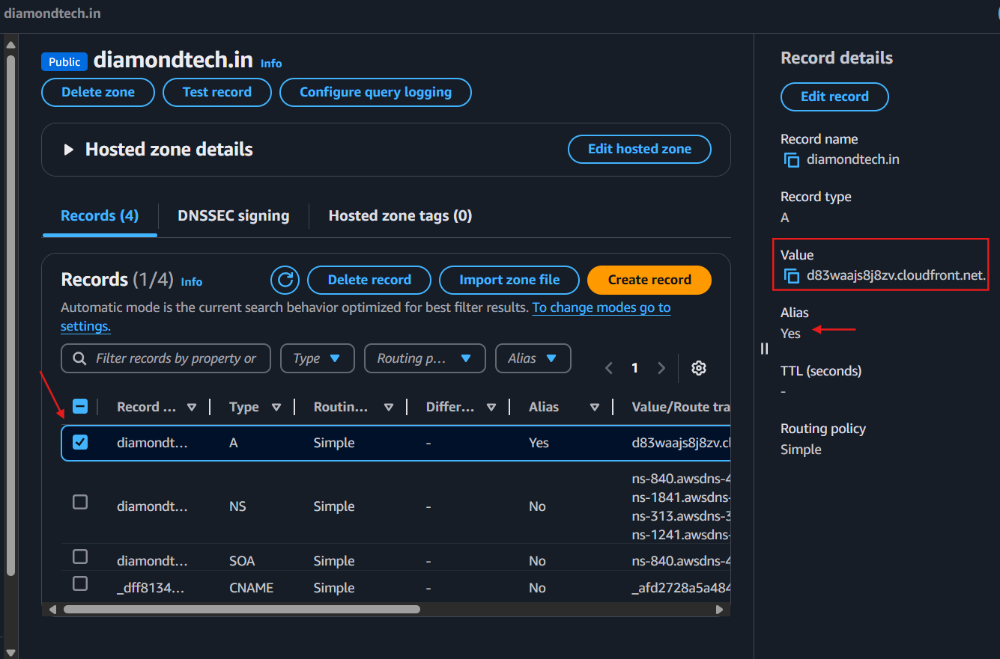 diamondtech.in
Public diamondtech.in Info
Delete zone Test record Configure query logging
Hosted zone details Edit hosted zone
Records (4) DNSSEC signing Hosted zone tags (0)
Records (1/4) Info Delete record Import zone file Create record
Automatic mode is the current search behavior optimized for best filter results. To change modes go to
settings.
Filter records by property or Type Routing p... Alias 1
Record ... Type Routin... Differ... Alias Value/Route tra
diamondt... A Simple - Yes d83waajs8j8zv.cl
diamondt... NS Simple - No ns-840.awsdns-4
ns-1841.awsdns-
ns-313.awsdns-3
ns-1241.awsdns-
diamondt... SOA Simple - No ns-840.awsdns-4
_dff8134... CNAME Simple - No _afd2728a5a484
Record details
Edit record
Record name
diamondtech.in
Record type
A
Value
d83waajs8j8zv.cloudfront.net.
Alias
Yes
TTL (seconds)
-
Routing policy
Simple